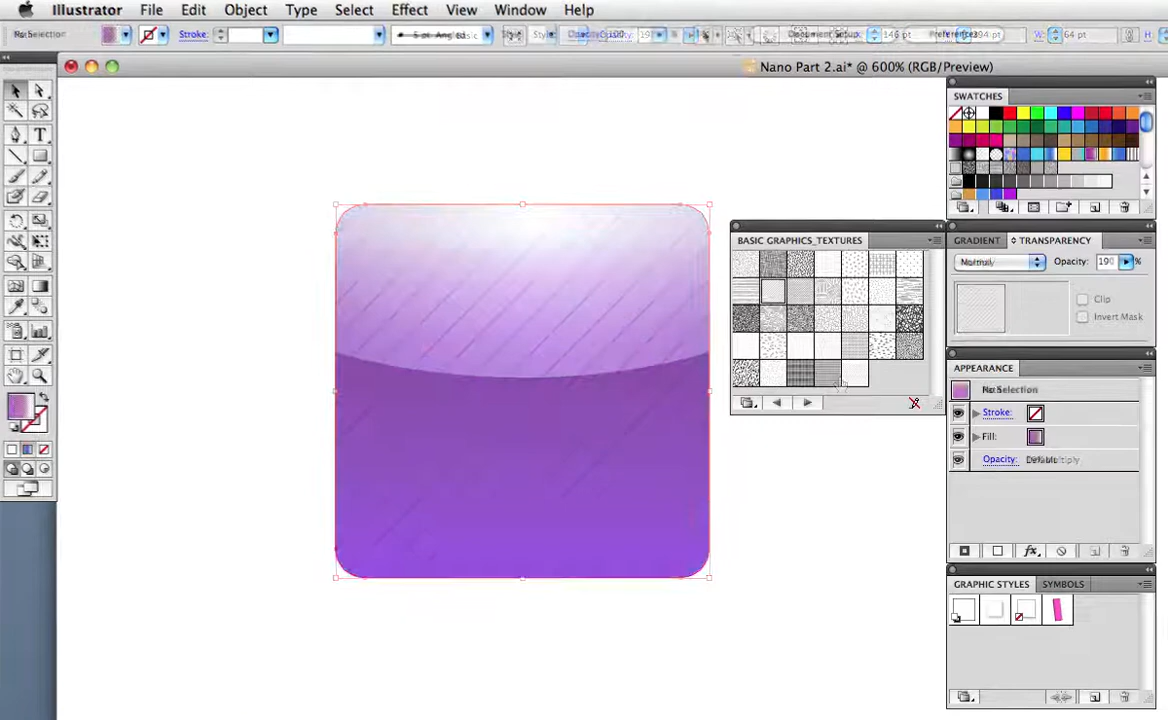 Illustrator File Edit Object Type Select Effect View Window Help
Stroke:
Nano Part 2.ai* @ 600% (RGB/Preview)
SWATCHES
BASIC GRAPHICS_TEXTURES
GRADIENT TRANSPARENCY
Opacity: %
Clip
Invert Mask
APPEARANCE
Stroke:
Fill:
Opacity:
GRAPHIC STYLES SYMBOLS